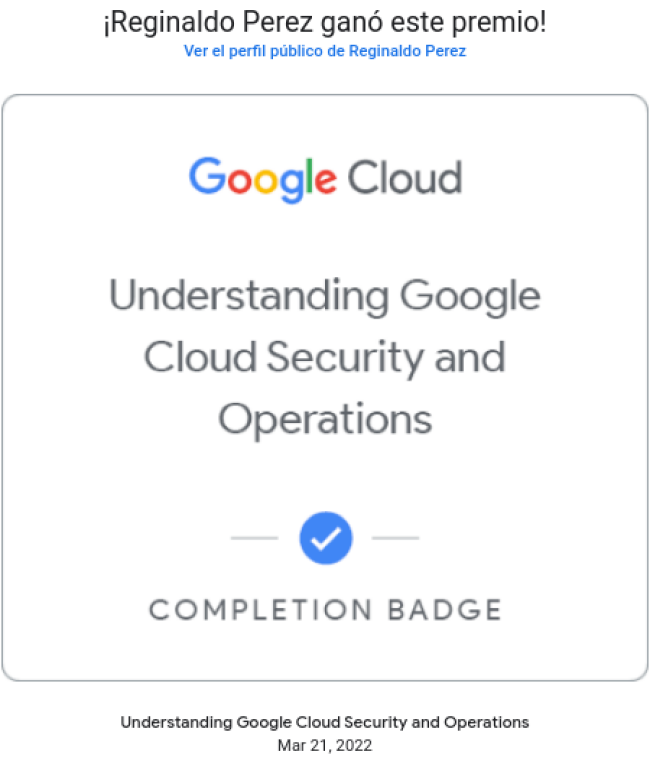 ¡Reginaldo Perez ganó este premio!
Ver el perfil público de Reginaldo Perez
Google Cloud
Understanding Google
Cloud Security and
Operations
COMPLETION BADGE
Understanding Google Cloud Security and Operations
Mar 21, 2022